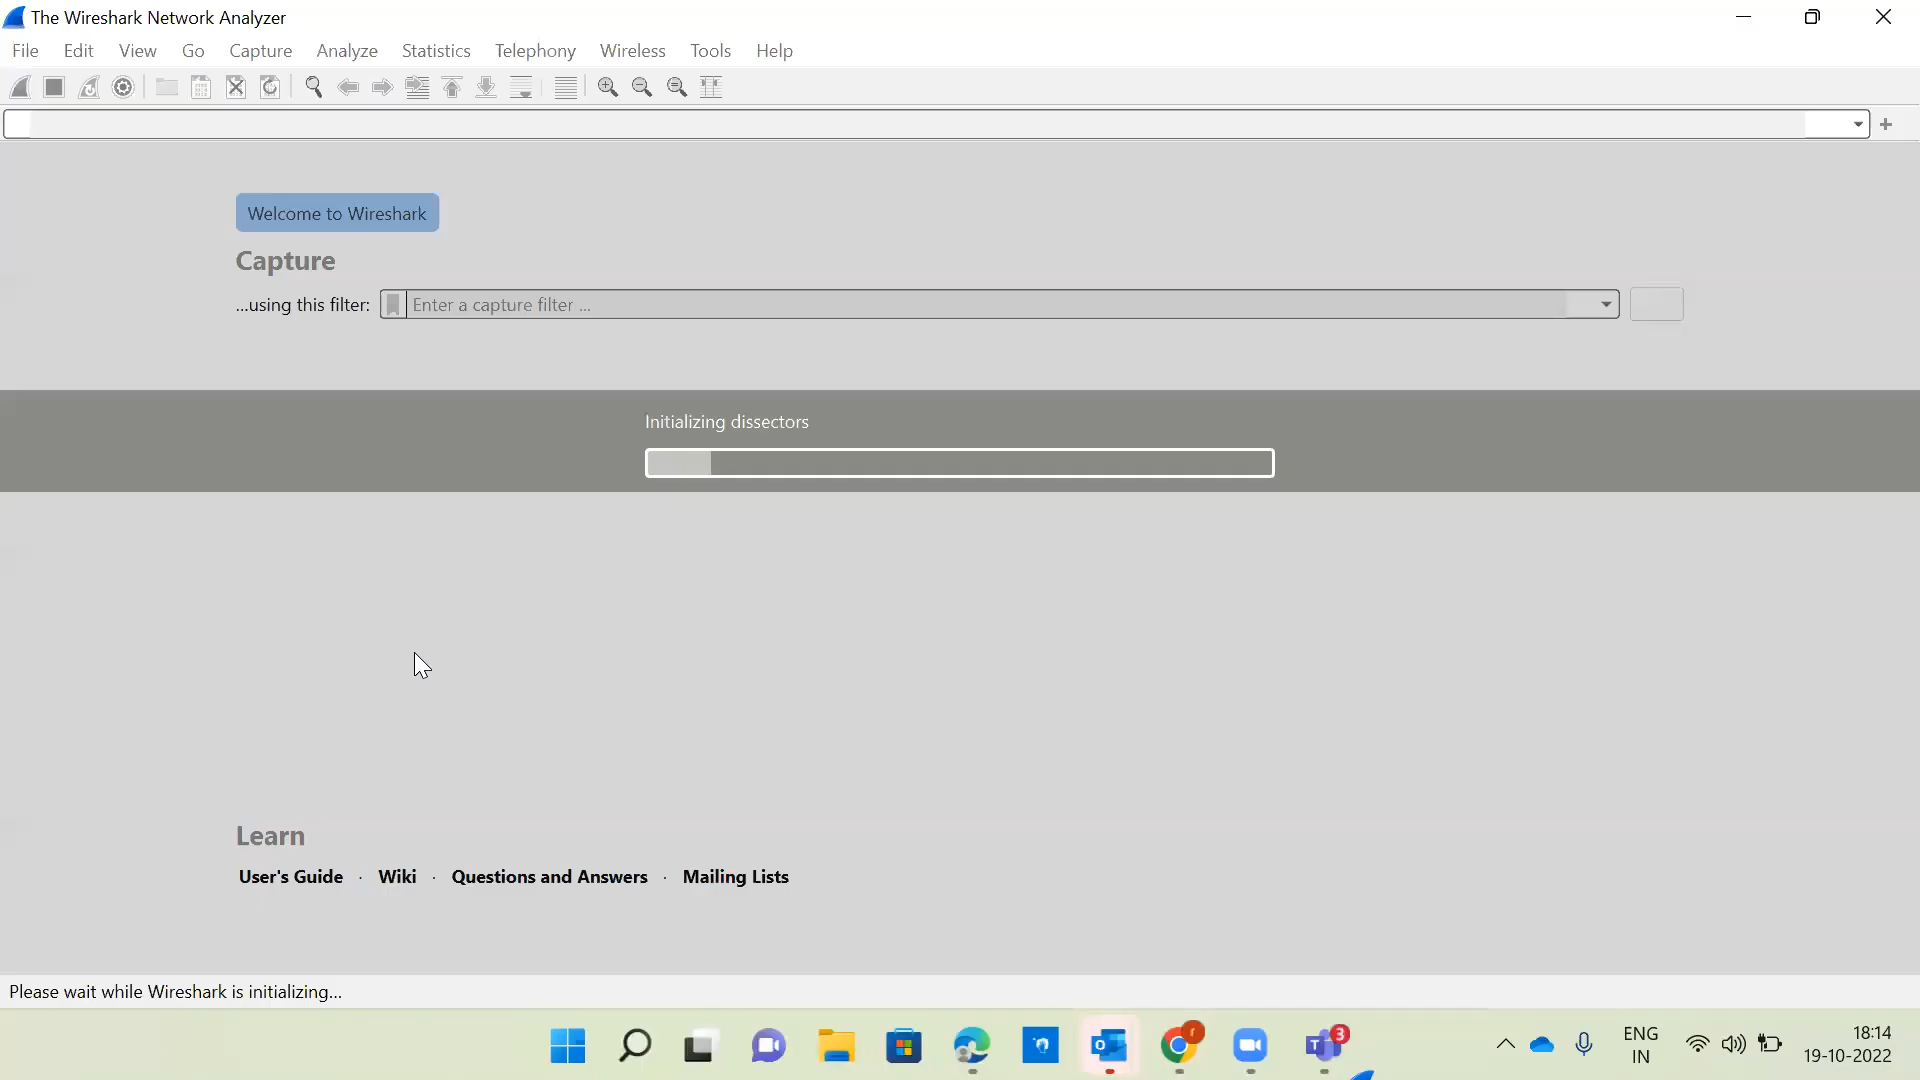 The Wireshark Network Analyzer
File Edit View Go Capture Analyze Statistics Telephony Wireless Tools Help
Welcome to Wireshark
Capture
...using this filter: Enter a capture filter ...
Initializing dissectors
Learn
User's Guide · Wiki · Questions and Answers · Mailing Lists
Please wait while Wireshark is initializing...
r
3
ENG
IN
18:14
19-10-2022